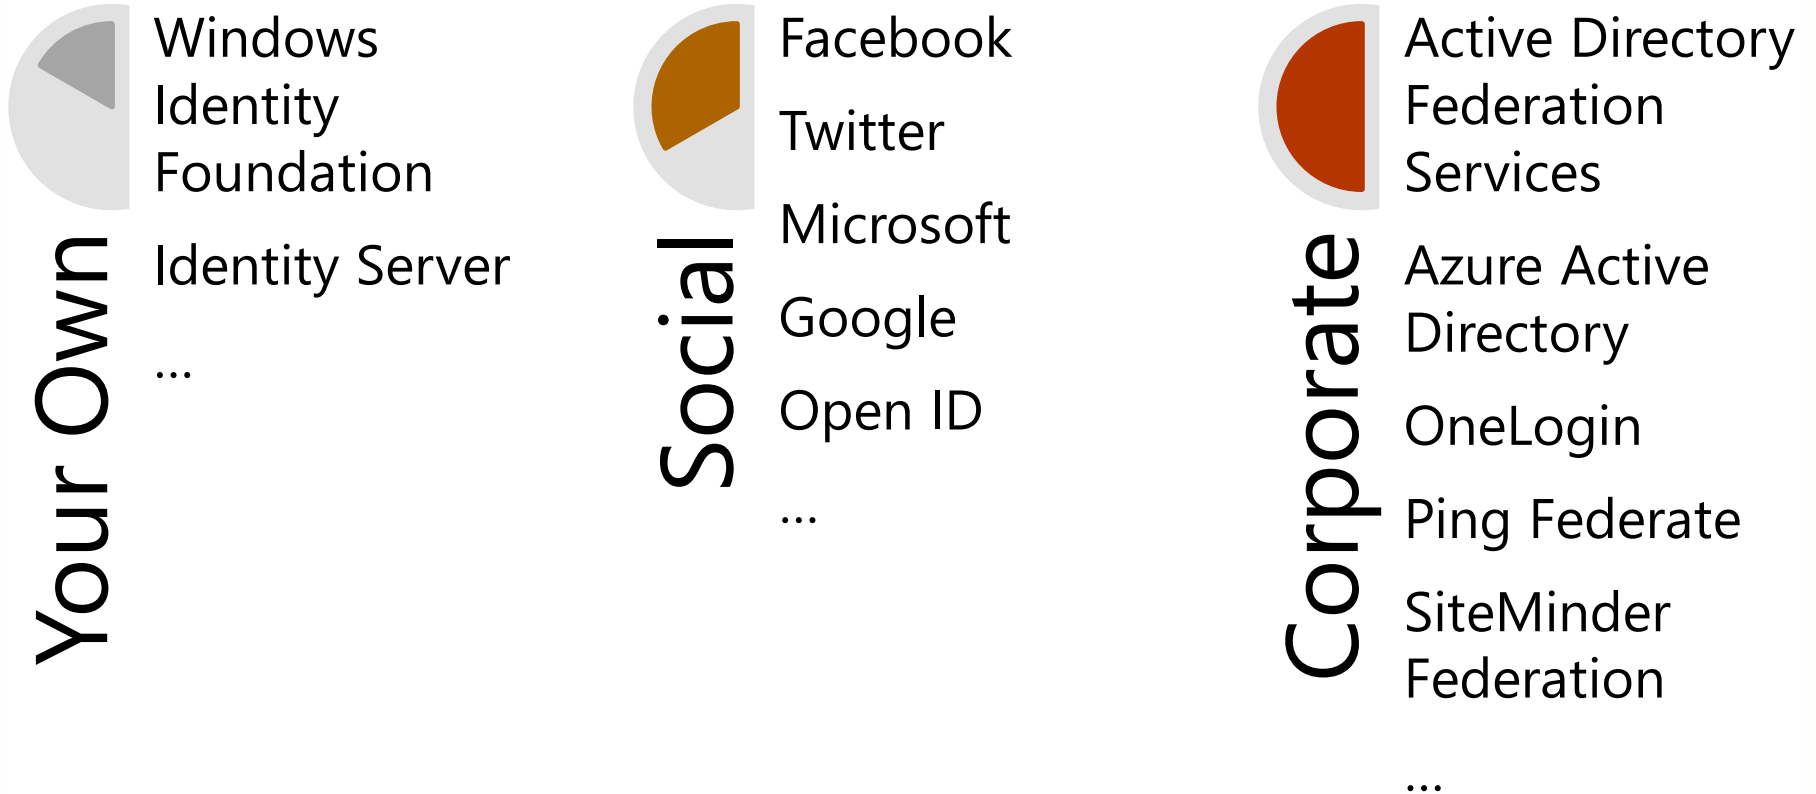 Your Own
Windows
Identity
Foundation
Identity Server
...
Social
Facebook
Twitter
Microsoft
Google
Open ID
...
Corporate
Active Directory
Federation
Services
Azure Active
Directory
OneLogin
Ping Federate
SiteMinder
Federation
...